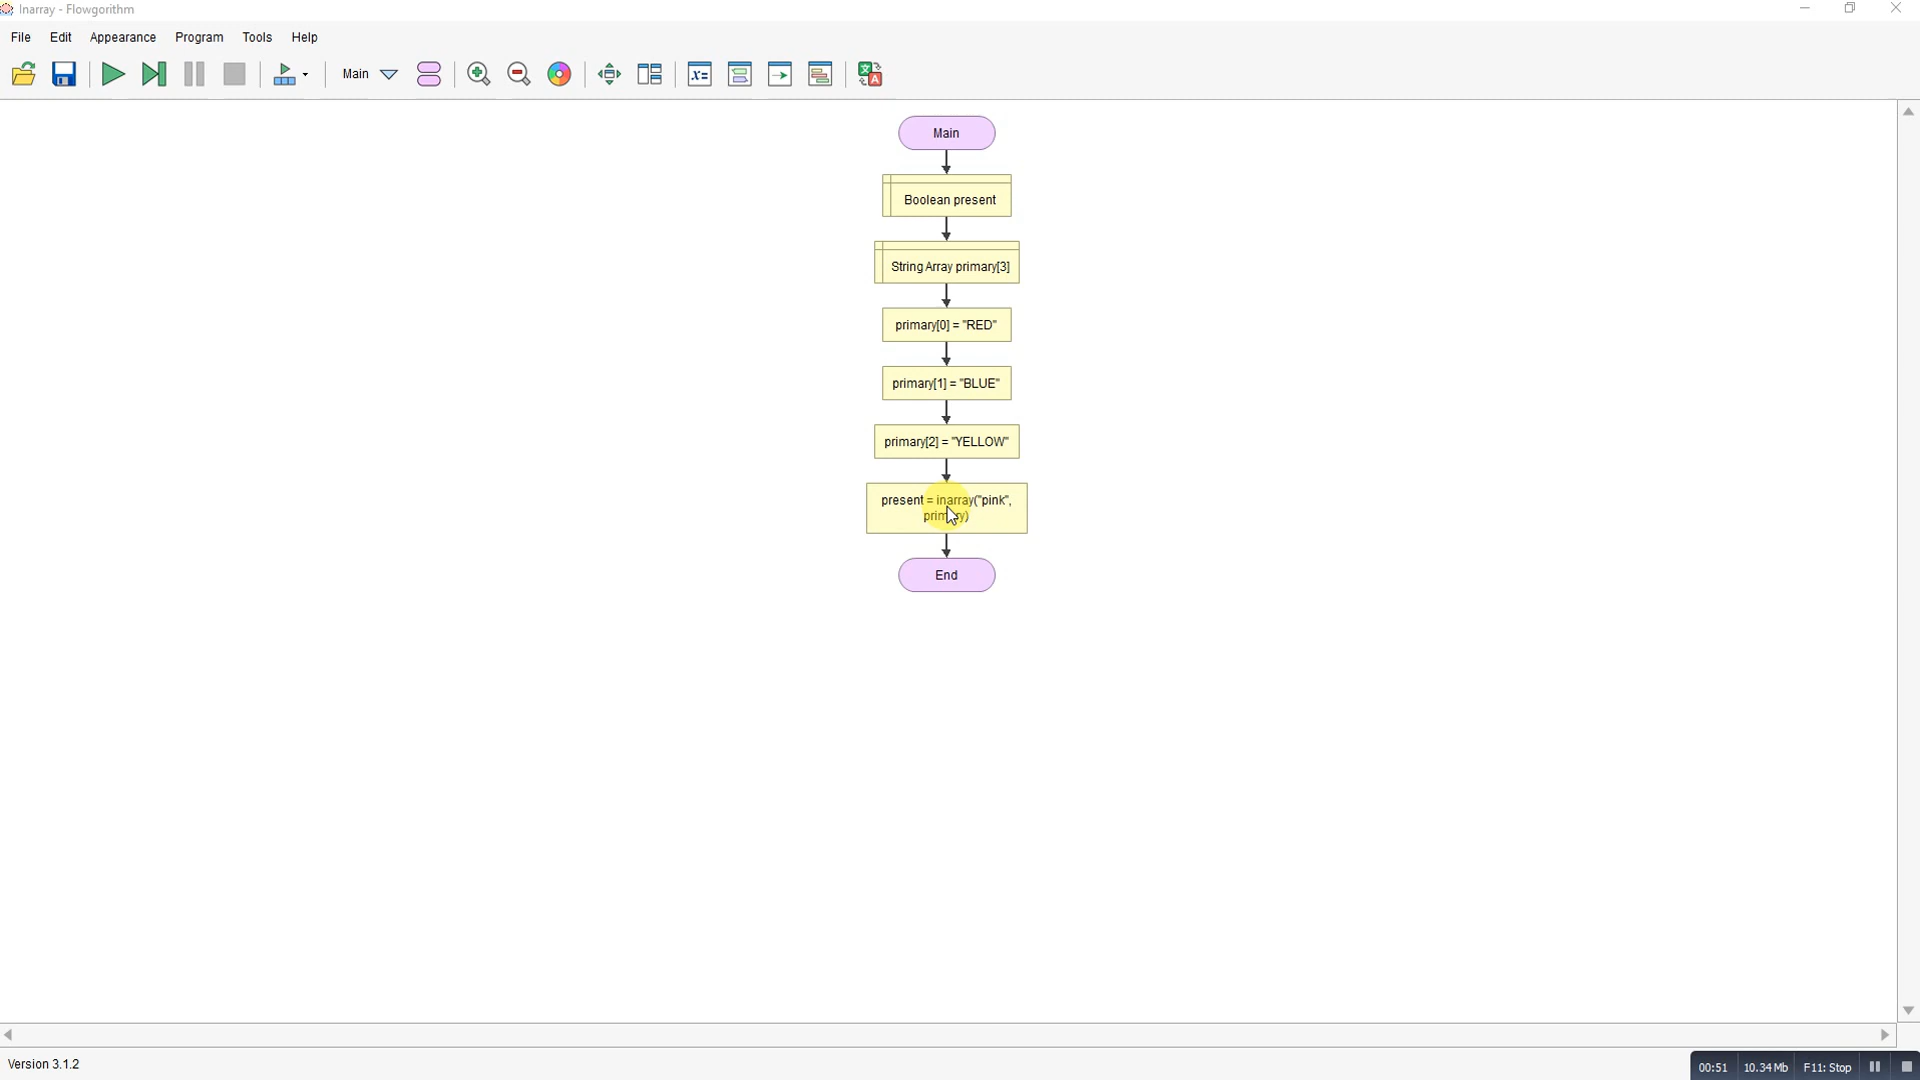 Inarray - Flowgorithm
File Edit Appearance Program Tools Help
Main
Main
Boolean present
String Array primary[3]
primary[0] = "RED"
primary[1] = "BLUE"
primary[2] = "YELLOW"
present = inarray("pink",
primary)
End
Version 3.1.2
00:51 10.34Mb F11: Stop